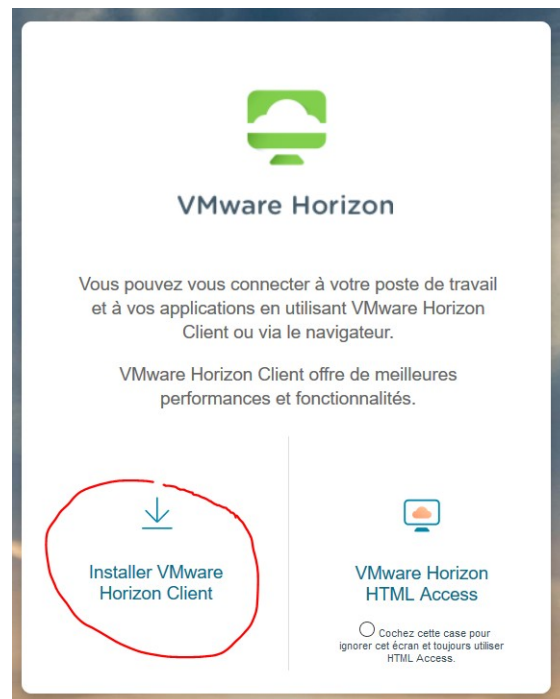 VMware Horizon
Vous pouvez vous connecter à votre poste de travail
et à vos applications en utilisant VMware Horizon
Client ou via le navigateur.
VMware Horizon Client offre de meilleures
performances et fonctionnalités.
Installer VMware
Horizon Client
VMware Horizon
HTML Access
Cochez cette case pour
ignorer cet écran et toujours utiliser
HTML Access.